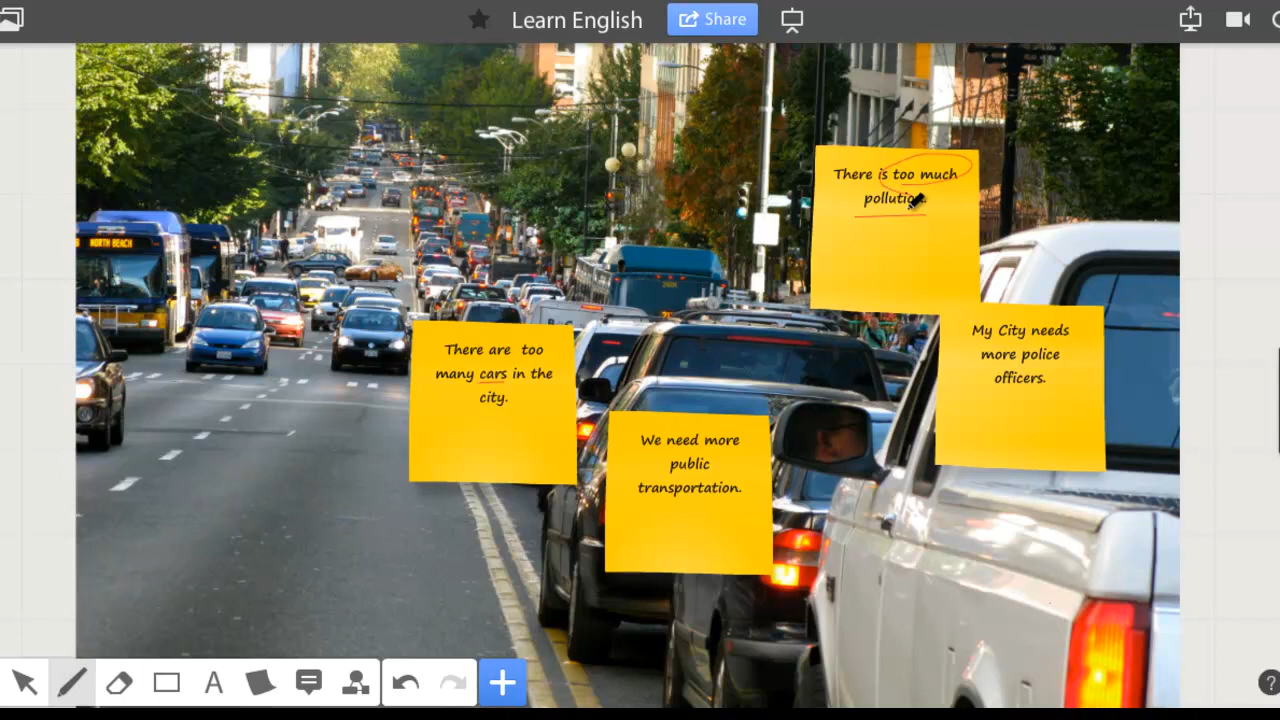 Learn English
Share
There is too much
pollution.
NORTH BEACH
My City needs
more police
officers.
There are too
many cars in the
city.
We need more
public
transportation.
A
?